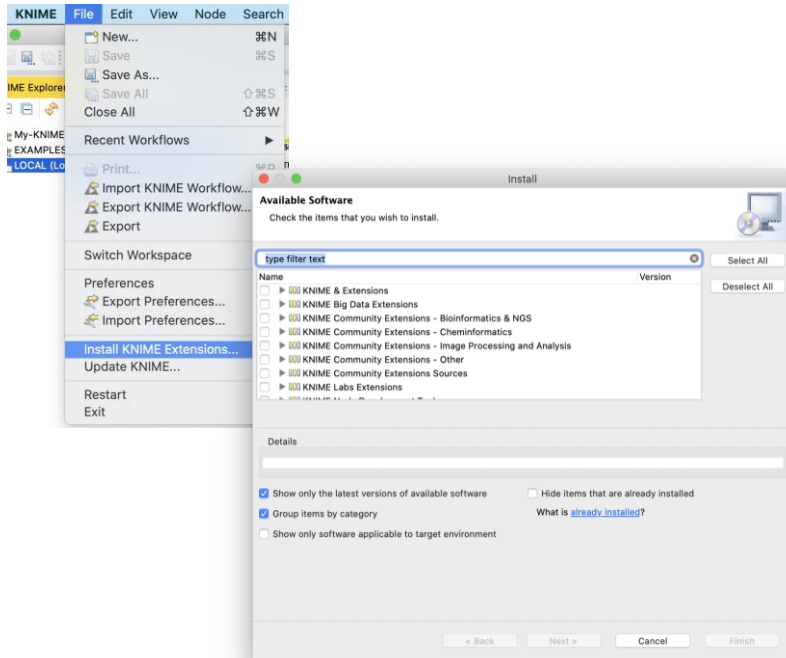 KNIME File Edit View Node Search
New... ⌘N
Save ⌘S
Save As...
Save All ⇧⌘S
Close All ⇧⌘W
Recent Workflows ▶
Print...
Import KNIME Workflow...
Export KNIME Workflow...
Export
Switch Workspace
Preferences
Export Preferences...
Import Preferences...
Install KNIME Extensions...
Update KNIME...
Restart
Exit
IME Explorer
My-KNIME
EXAMPLES
LOCAL (Lo
Install
Available Software
Check the items that you wish to install.
type filter text
Select All
Deselect All
Name Version
KNIME & Extensions
KNIME Big Data Extensions
KNIME Community Extensions - Bioinformatics & NGS
KNIME Community Extensions - Cheminformatics
KNIME Community Extensions - Image Processing and Analysis
KNIME Community Extensions - Other
KNIME Community Extensions Sources
KNIME Labs Extensions
Details
Show only the latest versions of available software
Hide items that are already installed
Group items by category
What is already installed?
Show only software applicable to target environment
< Back Next > Cancel Finish